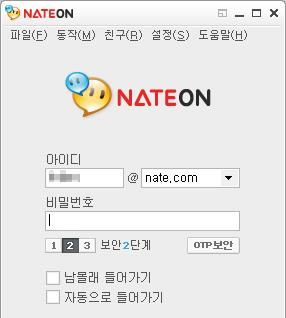 NATEON
파일(F) 동작(M) 친구(R) 설정(S) 도움말(H)
NATEON
아이디
@ nate.com
비밀번호
1 2 3 보안2단계 OTP보안
남몰래 들어가기
자동으로 들어가기